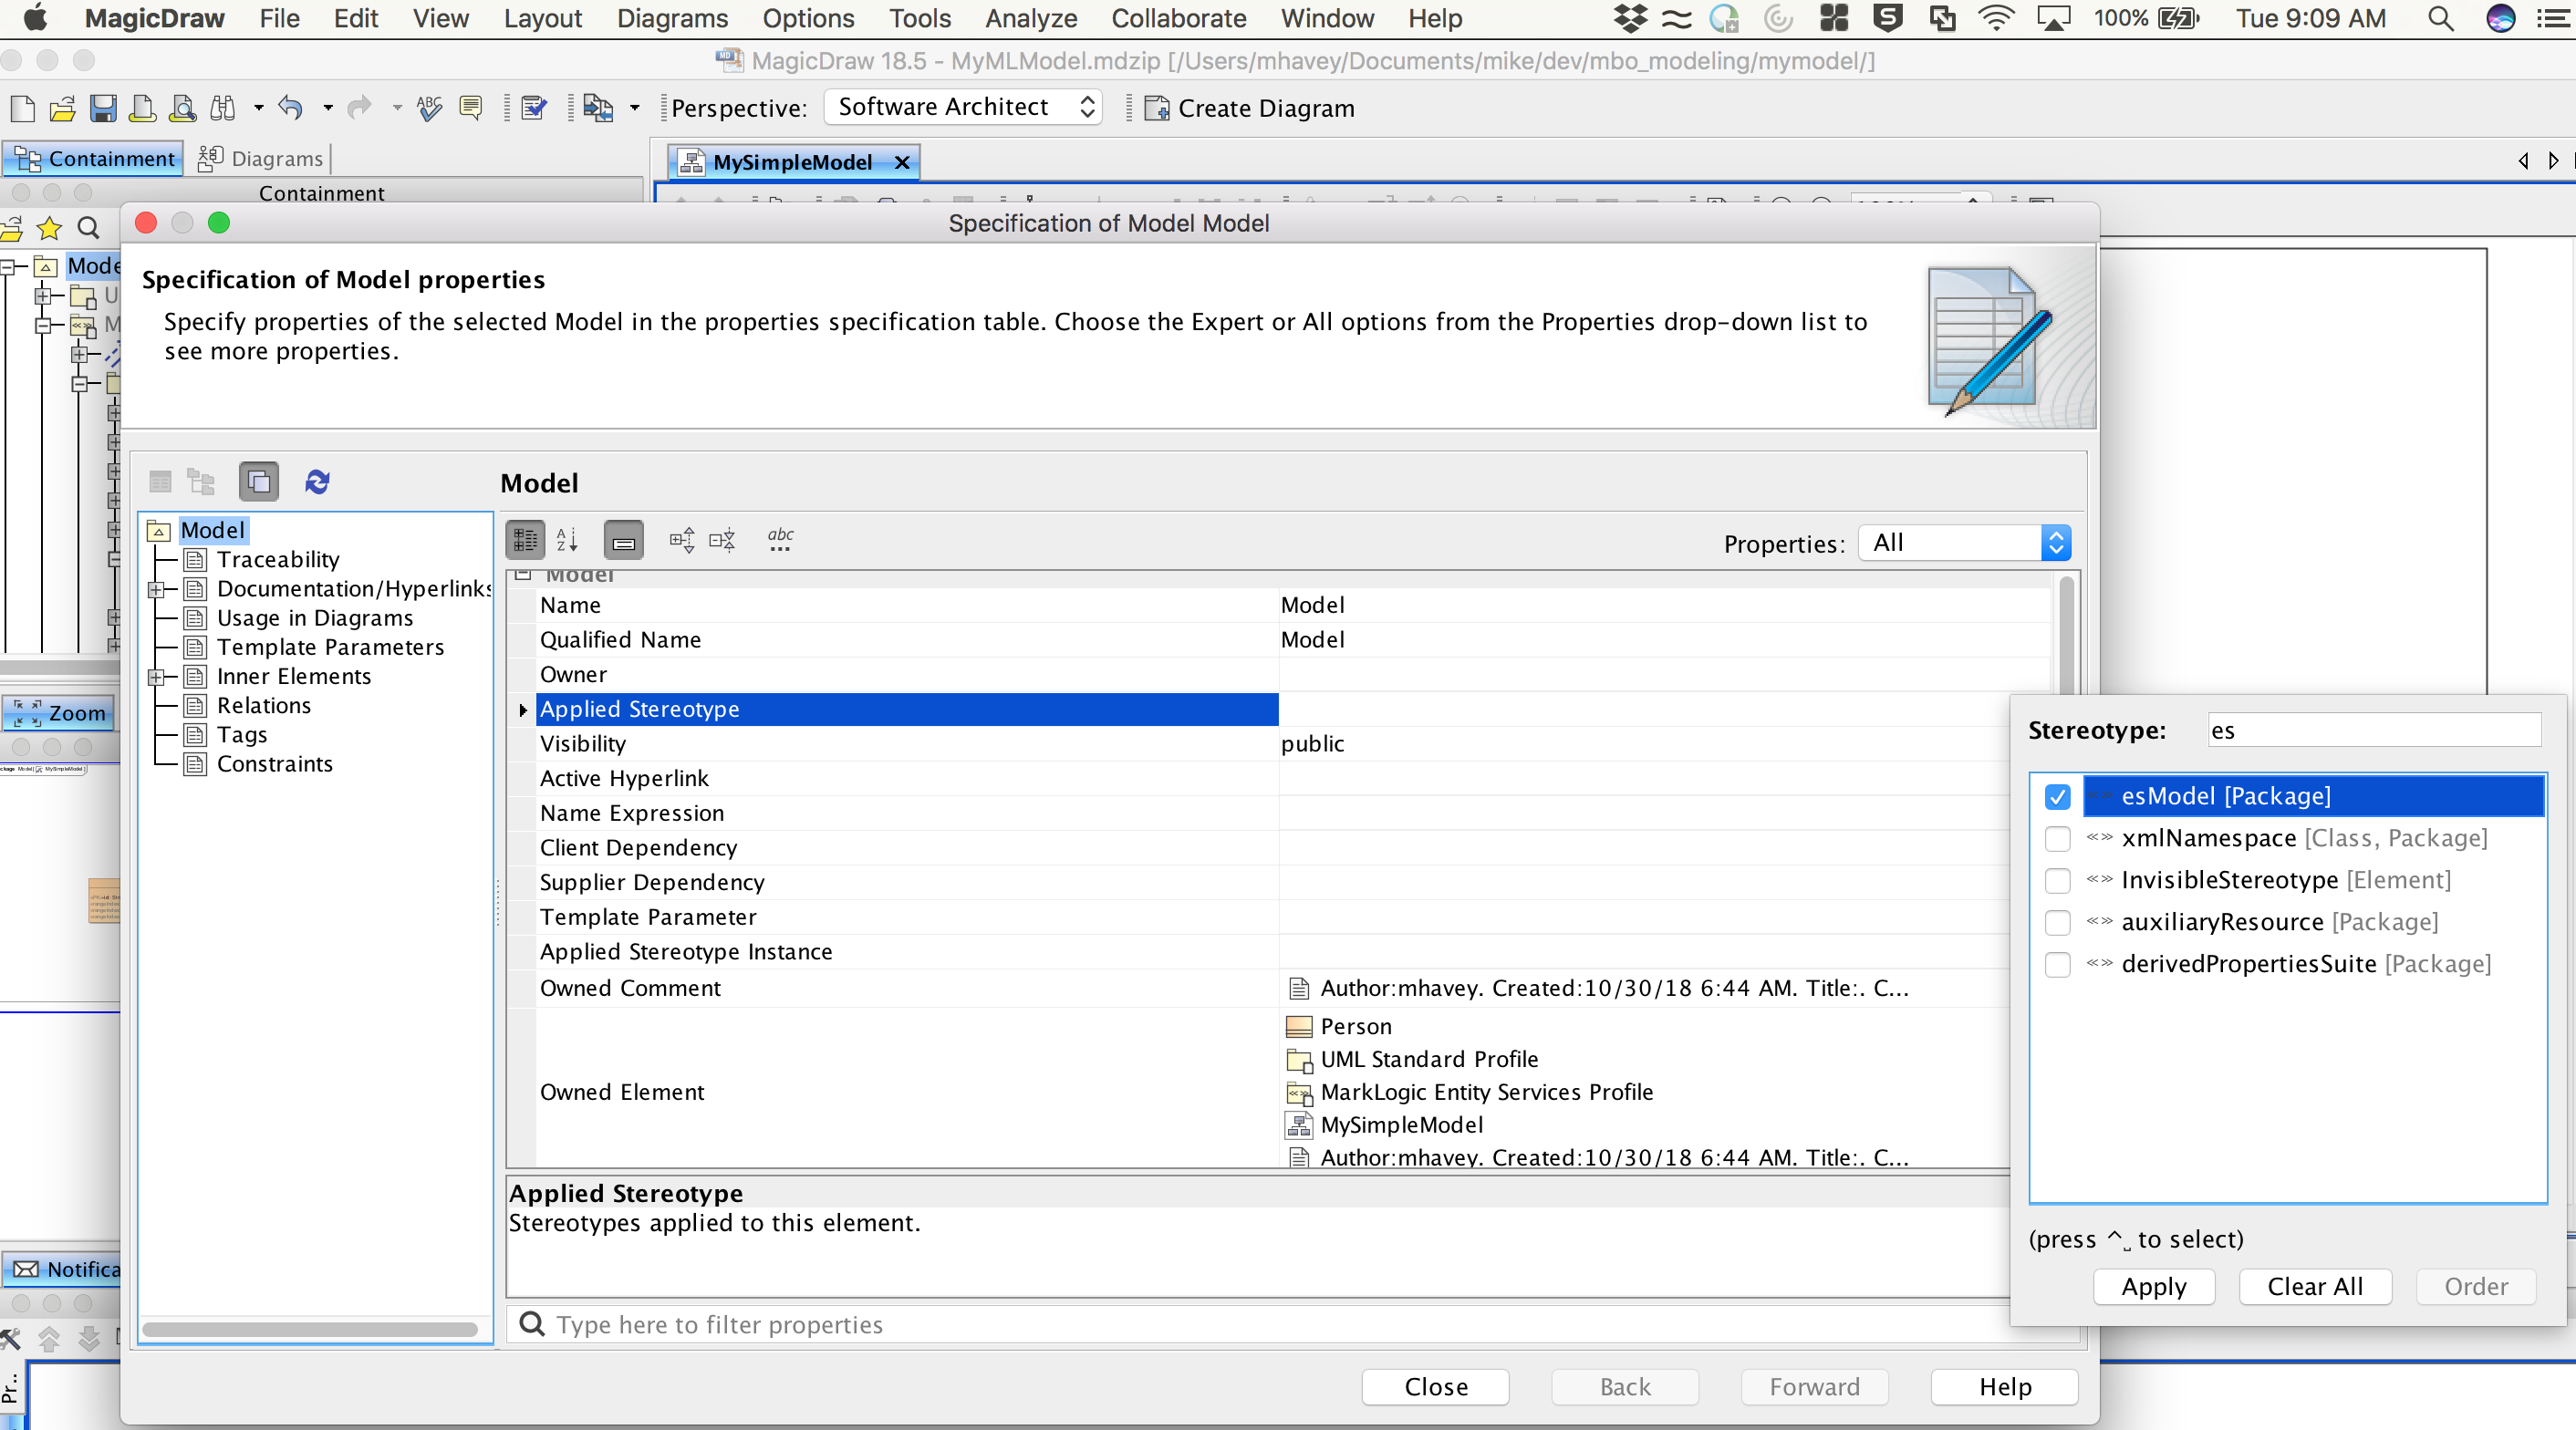 MagicDraw File Edit View Layout Diagrams Options Tools Analyze Collaborate Window Help 100% Tue 9:09 AM
MagicDraw 18.5 - MyMLModel.mdzip [/Users/mhavey/Documents/mike/dev/mbo_modeling/mymodel/]
Perspective: Software Architect Create Diagram
Containment Diagrams
MySimpleModel
Containment
Specification of Model Model
Specification of Model properties
Specify properties of the selected Model in the properties specification table. Choose the Expert or All options from the Properties drop-down list to
see more properties.
Model
Model
Traceability
Documentation/Hyperlinks
Usage in Diagrams
Template Parameters
Inner Elements
Relations
Tags
Constraints
Properties: All
Model
Name Model
Qualified Name Model
Owner
Applied Stereotype
Visibility public
Active Hyperlink
Name Expression
Client Dependency
Supplier Dependency
Template Parameter
Applied Stereotype Instance
Owned Comment Author:mhavey. Created:10/30/18 6:44 AM. Title:. C...
Owned Element
Person
UML Standard Profile
MarkLogic Entity Services Profile
MySimpleModel
Author:mhavey. Created:10/30/18 6:44 AM. Title:. C...
Applied Stereotype
Stereotypes applied to this element.
Type here to filter properties
Close Back Forward Help
Stereotype: es
«» esModel [Package]
«» xmlNamespace [Class, Package]
«» InvisibleStereotype [Element]
«» auxiliaryResource [Package]
«» derivedPropertiesSuite [Package]
(press ^␣ to select)
Apply Clear All Order
Zoom
Notifica
Pr..